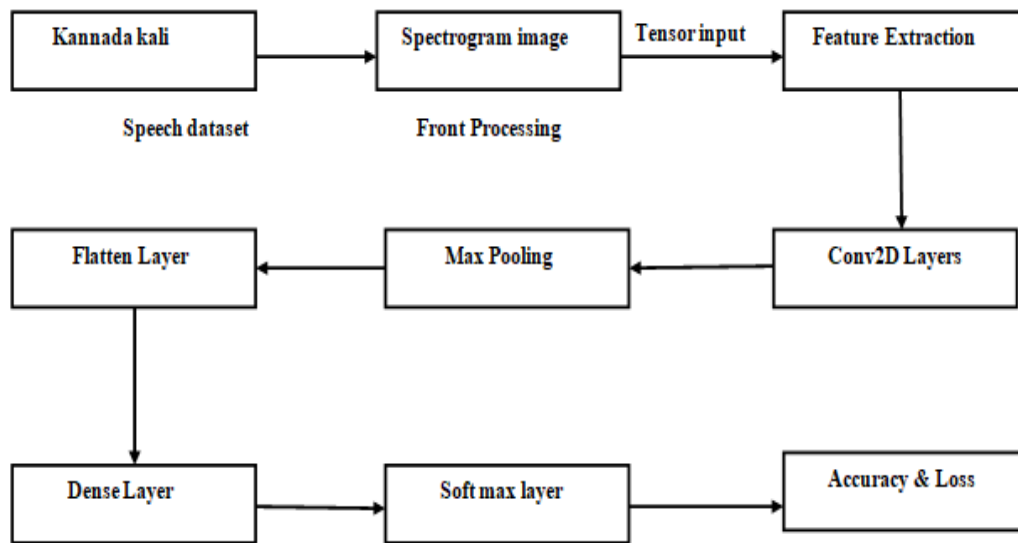 Kannada kali
Spectrogram image
Tensor input
Feature Extraction
Speech dataset
Front Processing
Flatten Layer
Max Pooling
Conv2D Layers
Dense Layer
Soft max layer
Accuracy & Loss